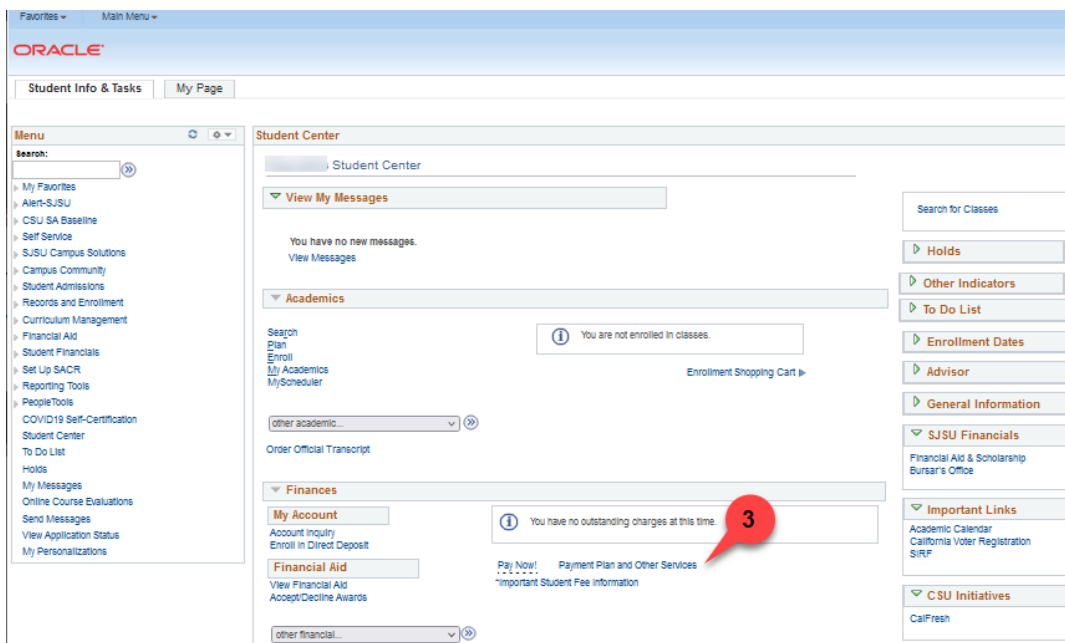 Favorites Main Menu
ORACLE
Student Info & Tasks My Page
Menu
Search:
My Favorites
Alert-SJSU
CSU SA Baseline
Self Service
SJSU Campus Solutions
Campus Community
Student Admissions
Records and Enrollment
Curriculum Management
Financial Aid
Student Financials
Set Up SACR
Reporting Tools
PeopleTools
COVID19 Self-Certification
Student Center
To Do List
Holds
My Messages
Online Course Evaluations
Send Messages
View Application Status
My Personalizations
Student Center
Student Center
View My Messages
You have no new messages.
View Messages
Academics
Search
Plan
Enroll
My Academics
MyScheduler
You are not enrolled in classes.
Enrollment Shopping Cart
other academic...
Order Official Transcript
Finances
My Account
Account Inquiry
Enroll in Direct Deposit
You have no outstanding charges at this time.
3
Financial Aid
View Financial Aid
Accept/Decline Awards
Pay Now! Payment Plan and Other Services
*Important Student Fee Information
other financial...
Search for Classes
Holds
Other Indicators
To Do List
Enrollment Dates
Advisor
General Information
SJSU Financials
Financial Aid & Scholarship
Bursar's Office
Important Links
Academic Calendar
California Voter Registration
SIRF
CSU Initiatives
CalFresh